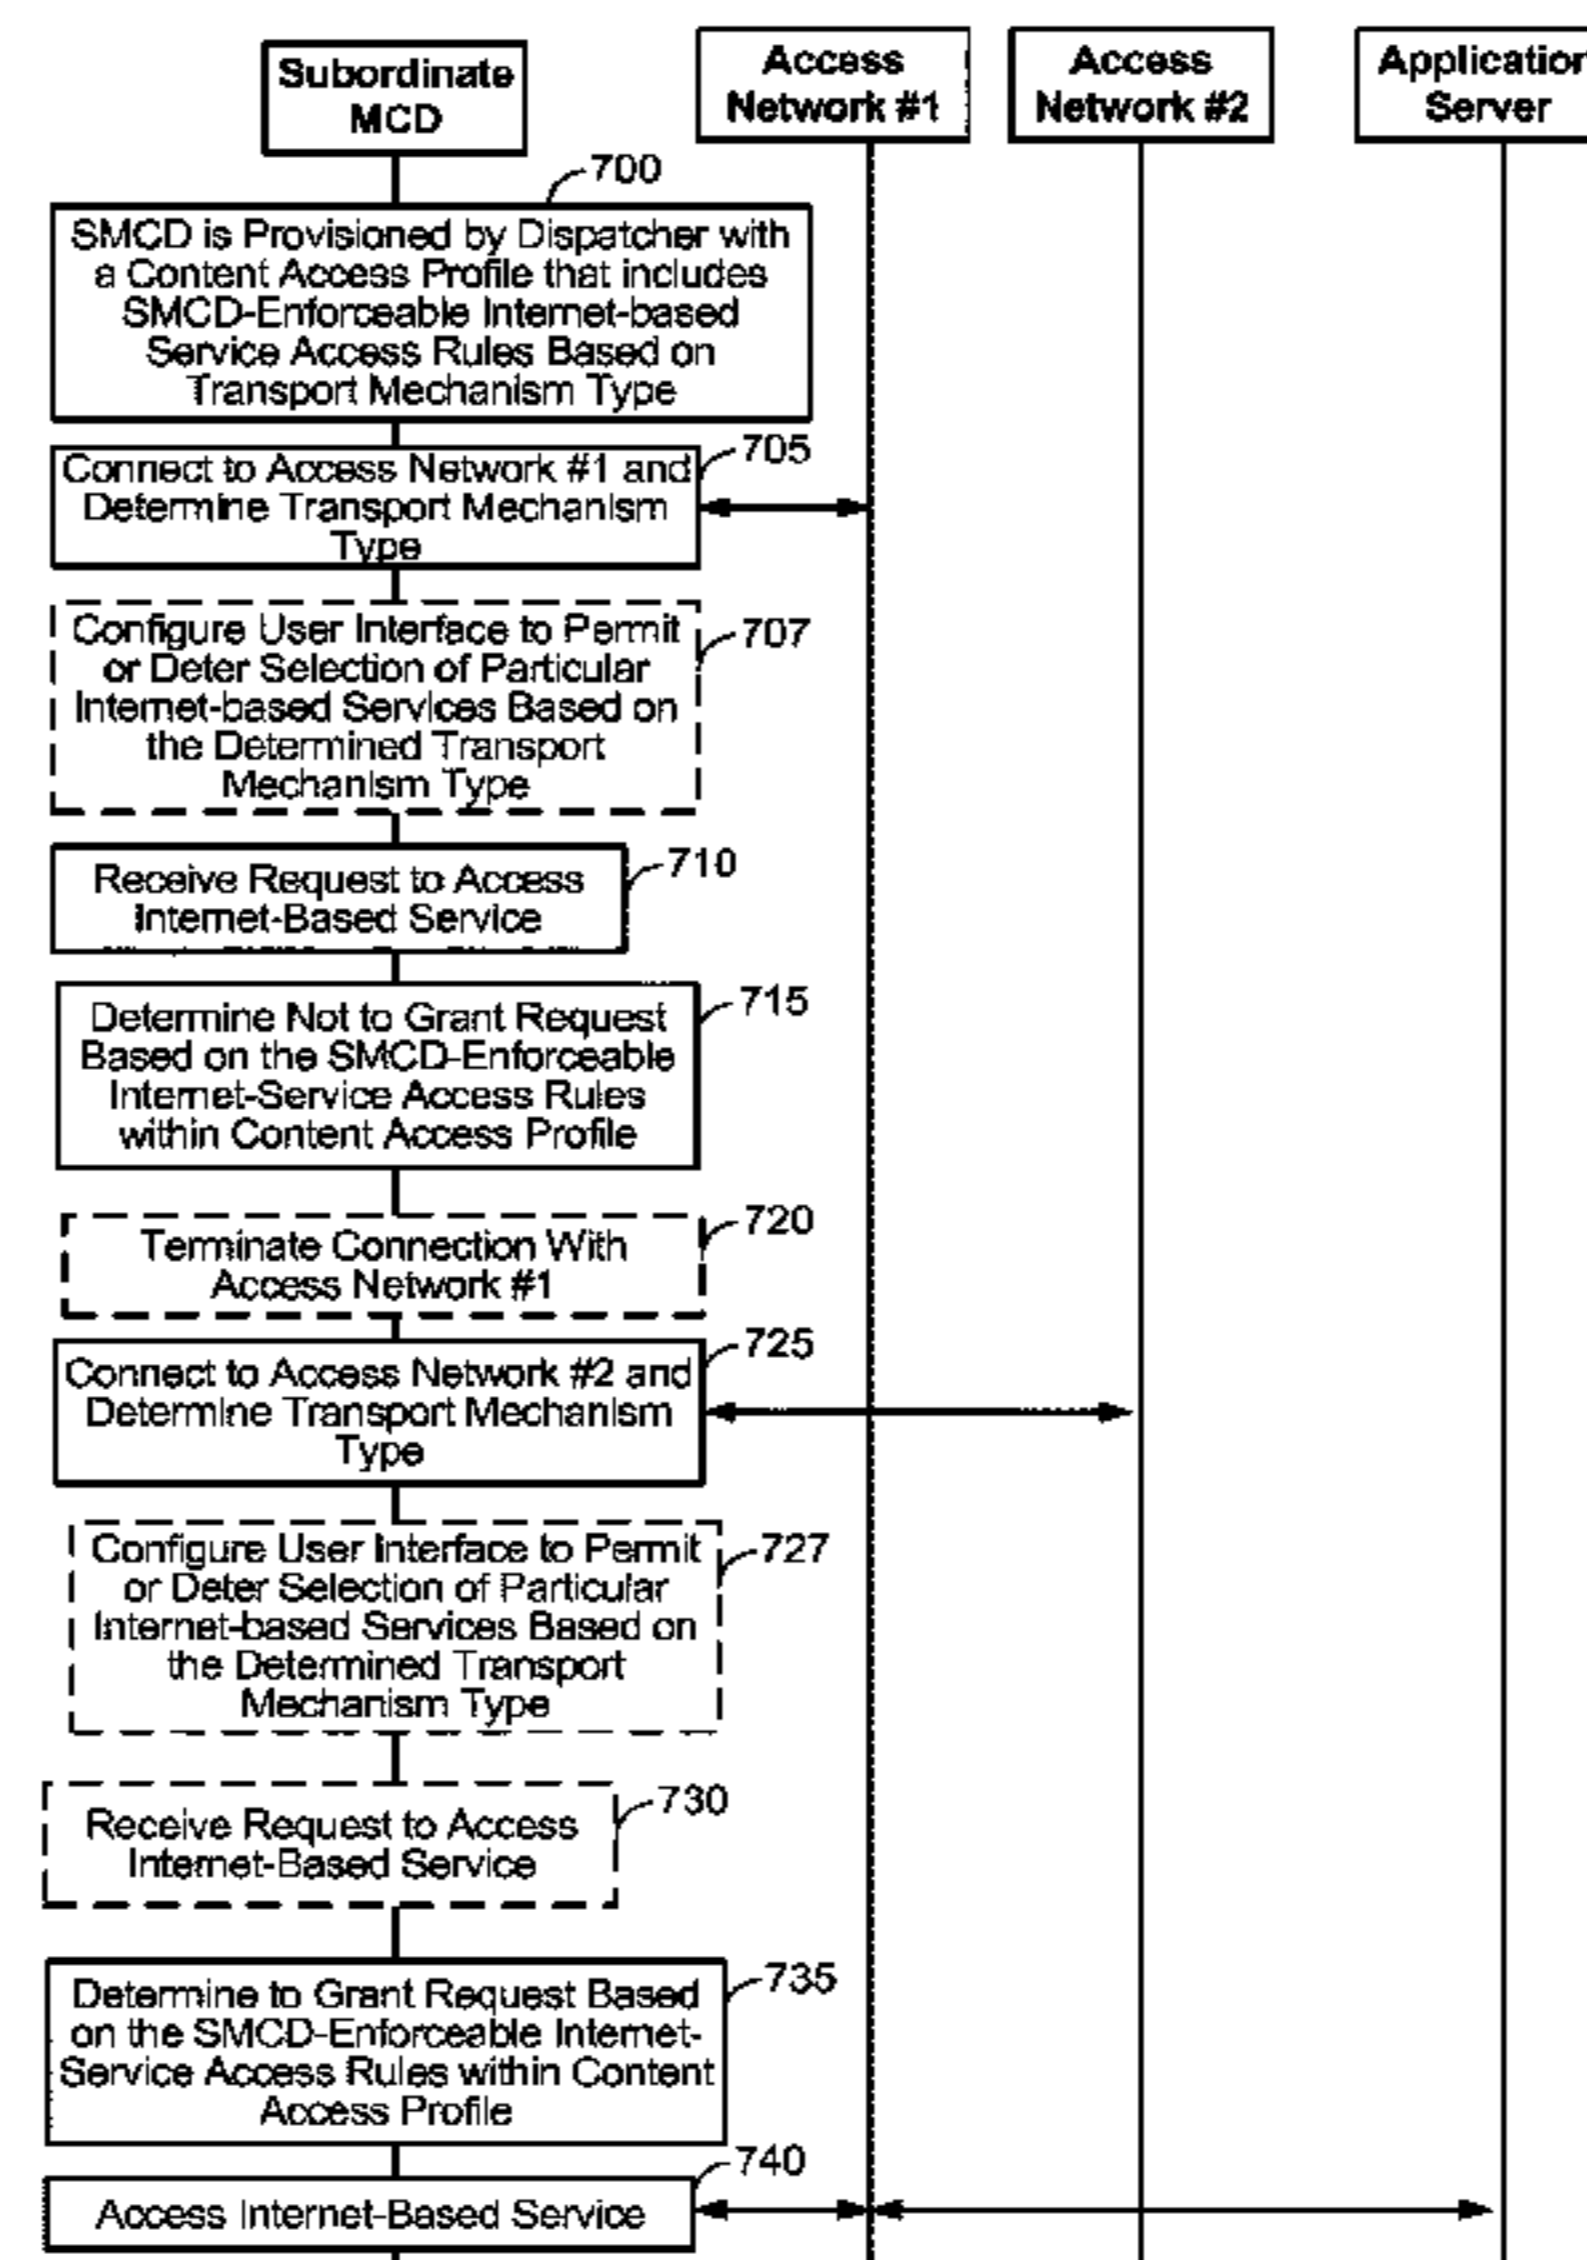 Subordinate
MCD
Access
Network #1
Access
Network #2
Application
Server
700
SMCD is Provisioned by Dispatcher with
a Content Access Profile that includes
SMCD-Enforceable Internet-based
Service Access Rules Based on
Transport Mechanism Type
705
Connect to Access Network #1 and
Determine Transport Mechanism
Type
707
Configure User Interface to Permit
or Deter Selection of Particular
Internet-based Services Based on
the Determined Transport
Mechanism Type
710
Receive Request to Access
Internet-Based Service
715
Determine Not to Grant Request
Based on the SMCD-Enforceable
Internet-Service Access Rules
within Content Access Profile
720
Terminate Connection With
Access Network #1
725
Connect to Access Network #2 and
Determine Transport Mechanism
Type
727
Configure User Interface to Permit
or Deter Selection of Particular
Internet-based Services Based on
the Determined Transport
Mechanism Type
730
Receive Request to Access
Internet-Based Service
735
Determine to Grant Request Based
on the SMCD-Enforceable Internet-
Service Access Rules within Content
Access Profile
740
Access Internet-Based Service